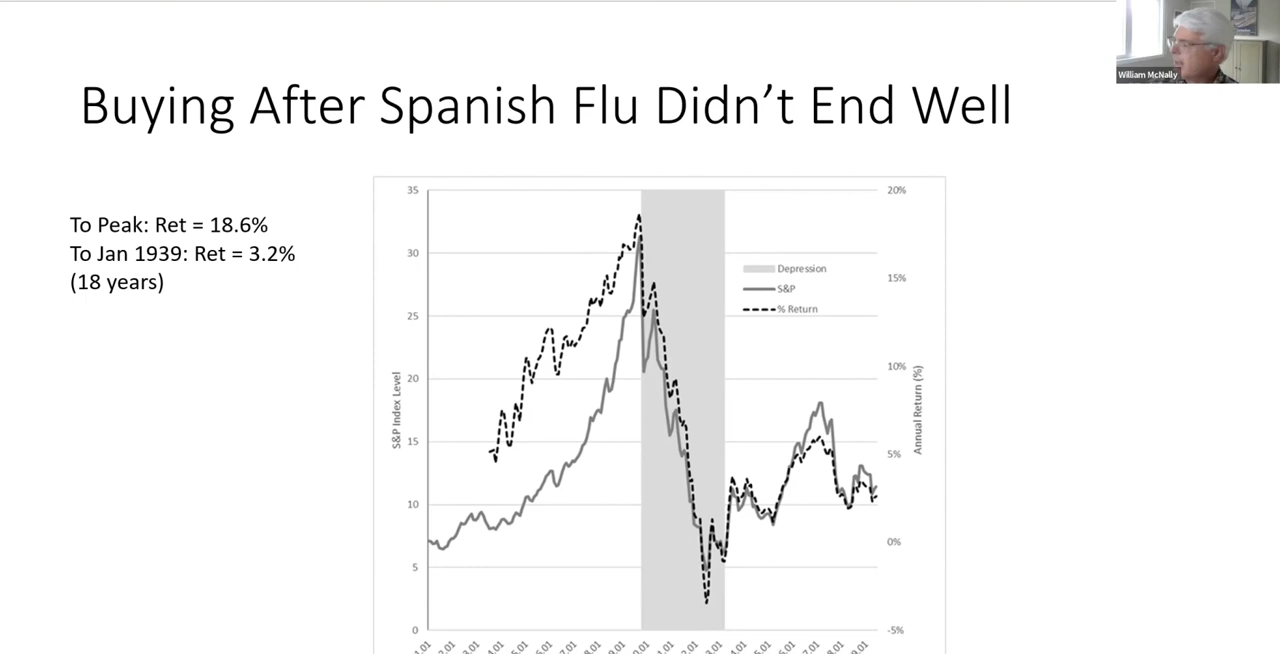 William McNally
Buying After Spanish Flu Didn't End Well
To Peak: Ret = 18.6%
To Jan 1939: Ret = 3.2%
(18 years)
35
30
25
20
15
10
5
0
S&P Index Level
Depression
S&P
% Return
20%
15%
10%
5%
0%
-5%
Annual Return (%)